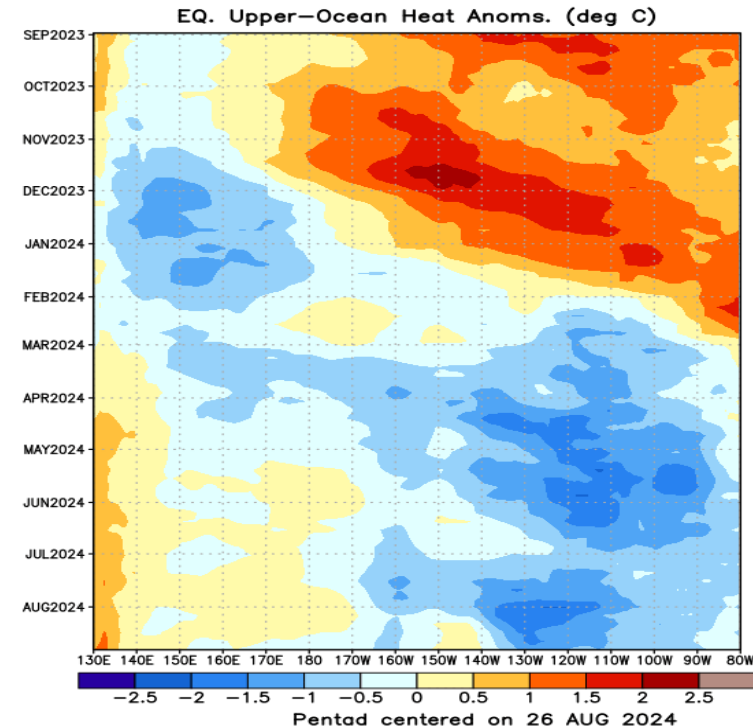 EQ. Upper-Ocean Heat Anoms. (deg C)
SEP2023
OCT2023
NOV2023
DEC2023
JAN2024
FEB2024
MAR2024
APR2024
MAY2024
JUN2024
JUL2024
AUG2024
130E 140E 150E 160E 170E 180 170W 160W 150W 140W 130W 120W 110W 100W 90W 80W
-2.5 -2 -1.5 -1 -0.5 0 0.5 1 1.5 2 2.5
Pentad centered on 26 AUG 2024